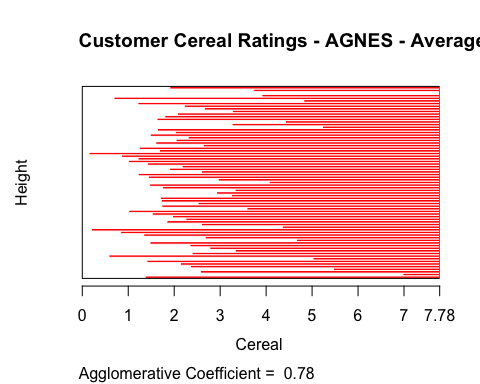 Customer Cereal Ratings - AGNES - Average
Height
0 1 2 3 4 5 6 7 7.78
Cereal
Agglomerative Coefficient = 0.78